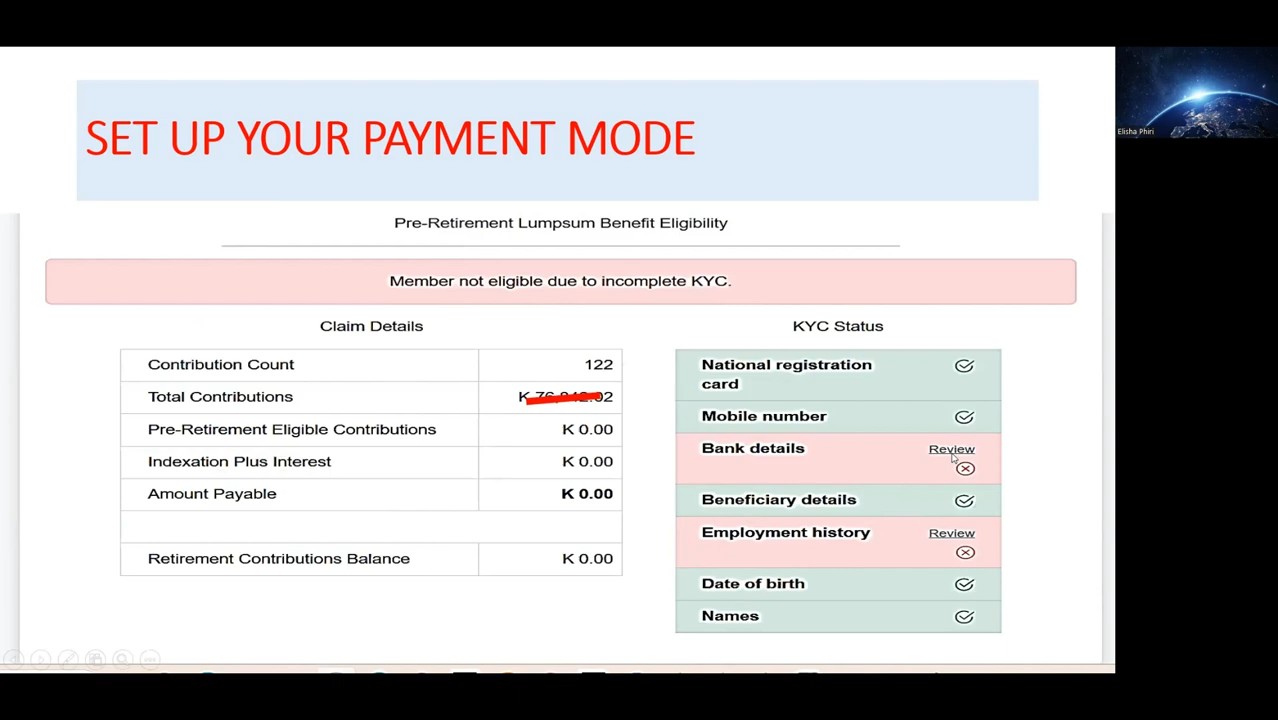 SET UP YOUR PAYMENT MODE
Elisha Phiri
Pre-Retirement Lumpsum Benefit Eligibility
Member not eligible due to incomplete KYC.
Claim Details
Contribution Count 122
Total Contributions K
Pre-Retirement Eligible Contributions K 0.00
Indexation Plus Interest K 0.00
Amount Payable K 0.00
Retirement Contributions Balance K 0.00
KYC Status
National registration
card
Mobile number
Bank details Review
Beneficiary details
Employment history Review
Date of birth
Names